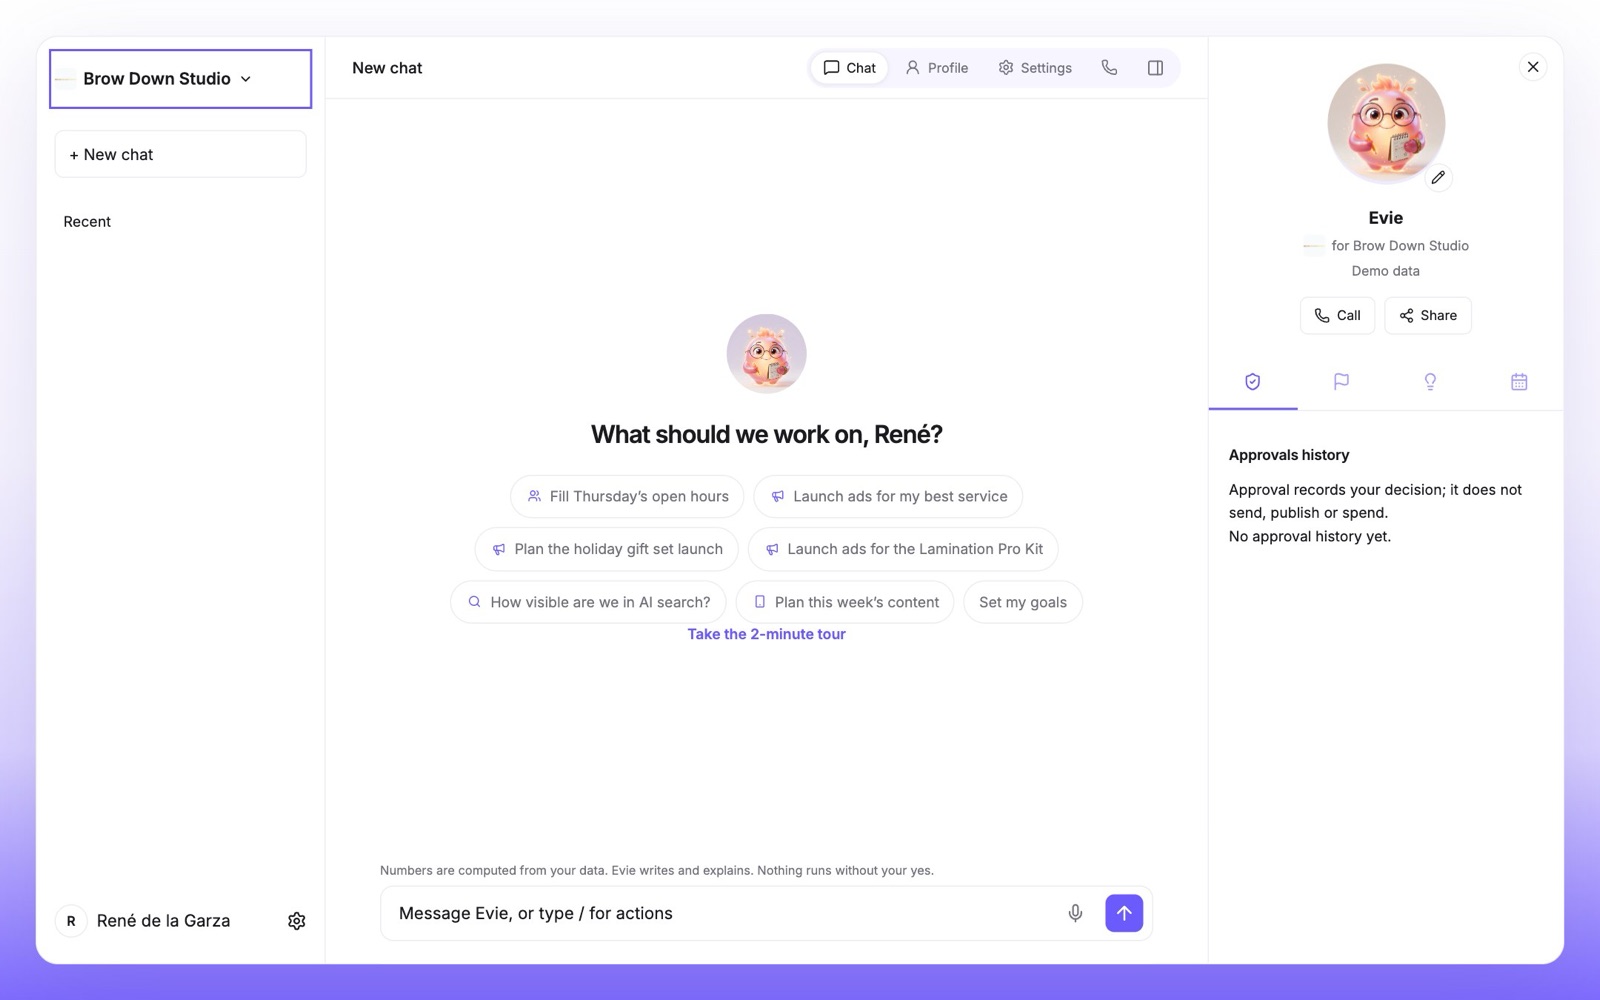 Brow Down Studio
+ New chat
Recent
R
René de la Garza
New chat
Chat
Profile
Settings
What should we work on, René?
Fill Thursday’s open hours
Launch ads for my best service
Plan the holiday gift set launch
Launch ads for the Lamination Pro Kit
How visible are we in AI search?
Plan this week’s content
Set my goals
Take the 2-minute tour
Numbers are computed from your data. Evie writes and explains. Nothing runs without your yes.
Message Evie, or type / for actions
Evie
for Brow Down Studio
Demo data
Call
Share
Approvals history
Approval records your decision; it does not
send, publish or spend.
No approval history yet.